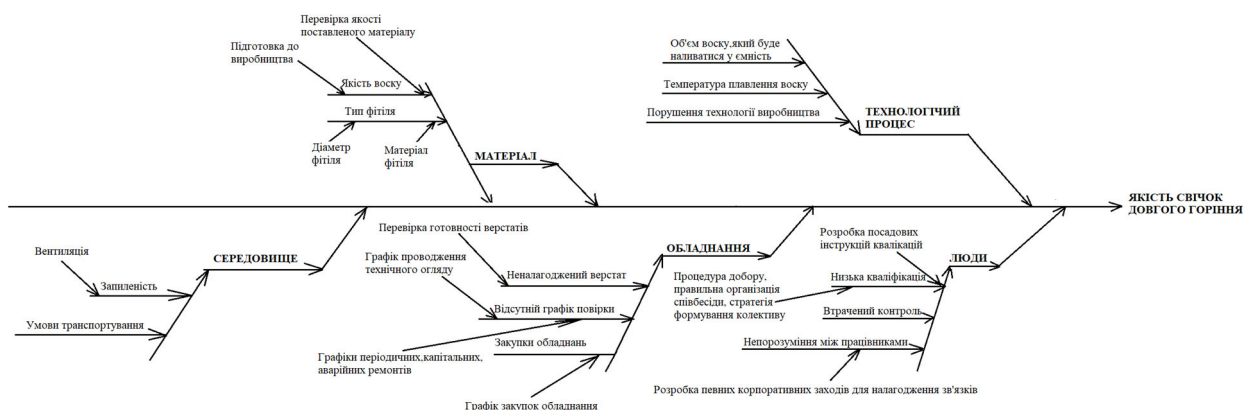 Перевірка якості
поставленого матеріалу
Підготовка до
виробництва
Якість воску
Тип фітіля
Діаметр
фітіля
Матеріал
фітіля
МАТЕРІАЛ
Об'єм воску,який буде
наливатися у ємність
Температура плавлення воску
Порушення технології виробництва
ТЕХНОЛОГІЧИЙ
ПРОЦЕС
ЯКІСТЬ СВІЧОК
ДОВГОГО ГОРІННЯ
Вентиляція
СЕРЕДОВИЩЕ
Запиленість
Умови транспортування
Перевірка готовності верстатів
ОБЛАДНАННЯ
Графік проводження
технічного огляду
Неналагоджений верстат
Відсутній графік повірки
Закупки обладнань
Графіки періодичних,капітальних,
аварійних ремонтів
Графік закупок обладнання
Розробка посадових
інструкцій квалікацій
ЛЮДИ
Процедура добору,
правильна організація
співбесіди, стратегія
формування колективу
Низька кваліфікація
Втрачений контроль
Непорозуміння між працівниками
Розробка певних корпоративних заходів для налагодження зв'язків